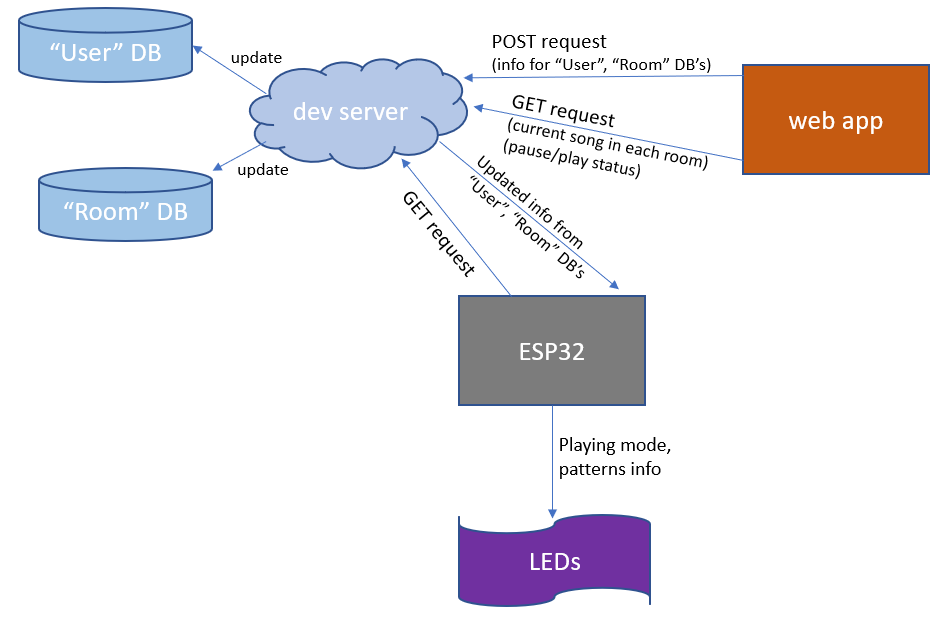 “User” DB
update
dev server
update
“Room” DB
POST request
(info for “User”, “Room” DB’s)
GET request
(current song in each room)
(pause/play status)
web app
GET request
Updated info from
“User”, “Room” DB’s
ESP32
Playing mode,
patterns info
LEDs